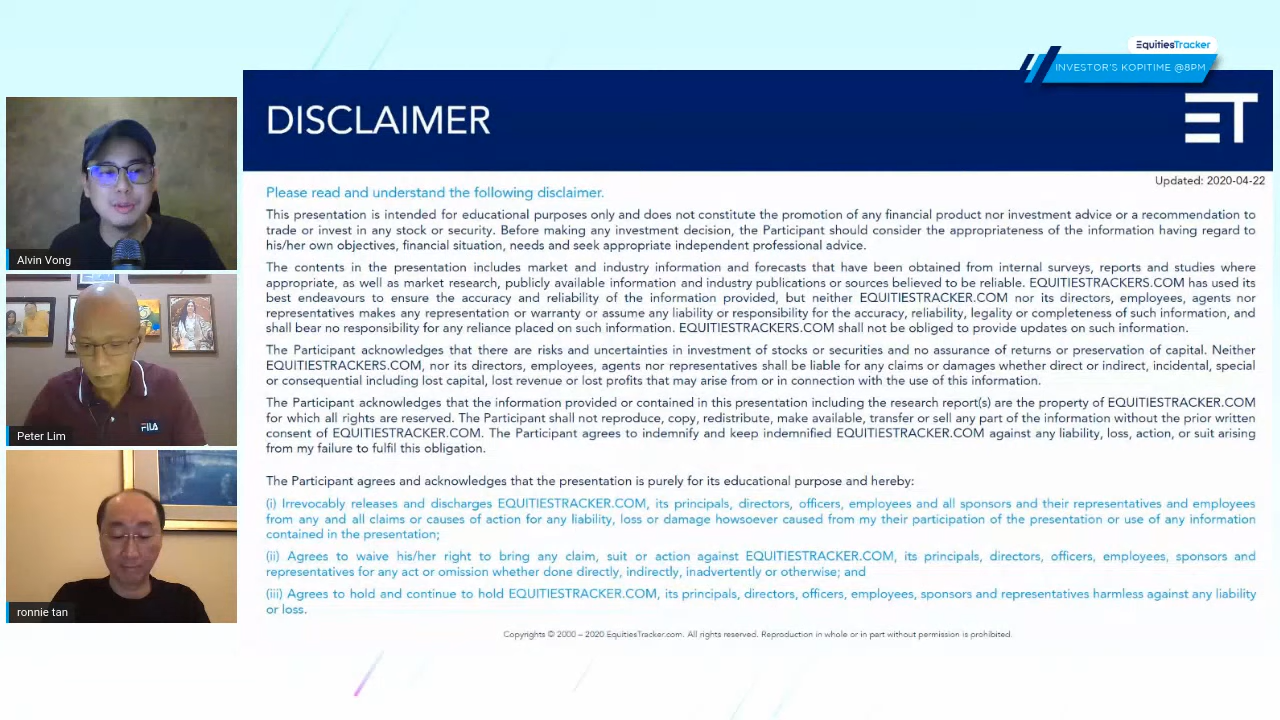 EquitiesTracker
INVESTOR'S KOPITIME @8PM
DISCLAIMER
ET
Updated: 2020-04-22
Please read and understand the following disclaimer.
This presentation is intended for educational purposes only and does not constitute the promotion of any financial product nor investment advice or a recommendation to
trade or invest in any stock or security. Before making any investment decision, the Participant should consider the appropriateness of the information having regard to
his/her own objectives, financial situation, needs and seek appropriate independent professional advice.
The contents in the presentation includes market and industry information and forecasts that have been obtained from internal surveys, reports and studies where
appropriate, as well as market research, publicly available information and industry publications or sources believed to be reliable. EQUITIESTRACKERS.COM has used its
best endeavours to ensure the accuracy and reliability of the information provided, but neither EQUITIESTRACKER.COM nor its directors, employees, agents nor
representatives makes any representation or warranty or assume any liability or responsibility for the accuracy, reliability, legality or completeness of such information, and
shall bear no responsibility for any reliance placed on such information. EQUITIESTRACKERS.COM shall not be obliged to provide updates on such information.
The Participant acknowledges that there are risks and uncertainties in investment of stocks or securities and no assurance of returns or preservation of capital. Neither
EQUITIESTRACKERS.COM, nor its directors, employees, agents nor representatives shall be liable for any claims or damages whether direct or indirect, incidental, special
or consequential including lost capital, lost revenue or lost profits that may arise from or in connection with the use of this information.
The Participant acknowledges that the information provided or contained in this presentation including the research report(s) are the property of EQUITIESTRACKER.COM
for which all rights are reserved. The Participant shall not reproduce, copy, redistribute, make available, transfer or sell any part of the information without the prior written
consent of EQUITIESTRACKER.COM. The Participant agrees to indemnify and keep indemnified EQUITIESTRACKER.COM against any liability, loss, action, or suit arising
from my failure to fulfil this obligation.
The Participant agrees and acknowledges that the presentation is purely for its educational purpose and hereby:
(i) Irrevocably releases and discharges EQUITIESTRACKER.COM, its principals, directors, officers, employees and all sponsors and their representatives and employees
from any and all claims or causes of action for any liability, loss or damage howsoever caused from my their participation of the presentation or use of any information
contained in the presentation;
(ii) Agrees to waive his/her right to bring any claim, suit or action against EQUITIESTRACKER.COM, its principals, directors, officers, employees, sponsors and
representatives for any act or omission whether done directly, indirectly, inadvertently or otherwise; and
(iii) Agrees to hold and continue to hold EQUITIESTRACKER.COM, its principals, directors, officers, employees, sponsors and representatives harmless against any liability
or loss.
Copyrights © 2000 – 2020 EquitiesTracker.com. All rights reserved. Reproduction in whole or in part without permission is prohibited.
Alvin Vong
FILA
Peter Lim
ronnie tan